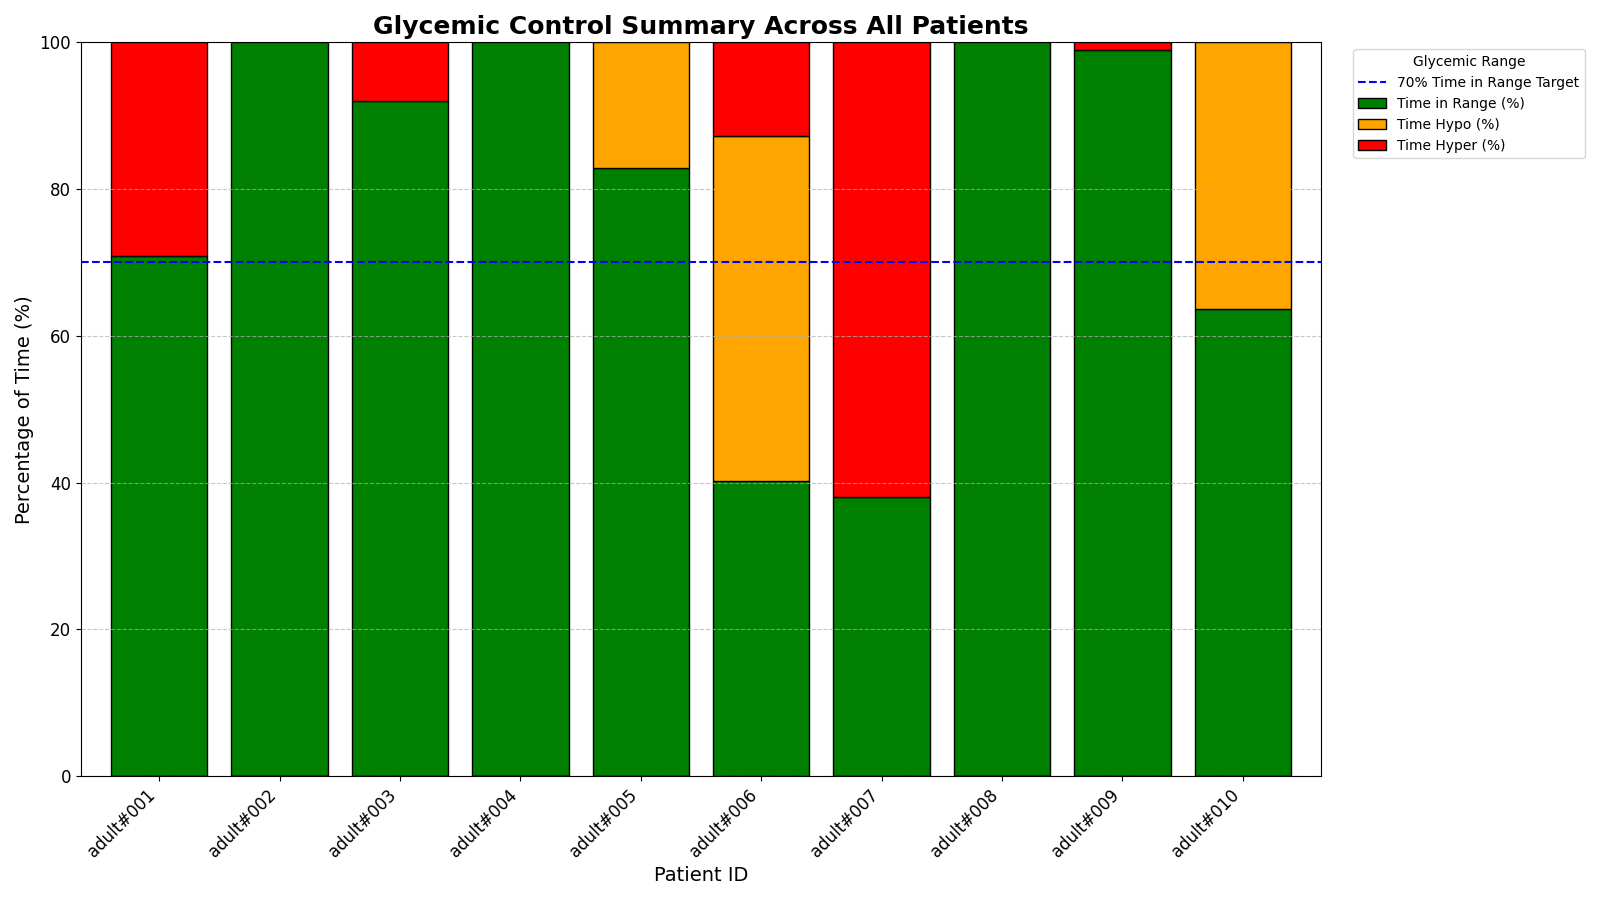 Glycemic Control Summary Across All Patients
Percentage of Time (%)
100
80
60
40
20
0
adult#001
adult#002
adult#003
adult#004
adult#005
adult#006
adult#007
adult#008
adult#009
adult#010
Patient ID
Glycemic Range
70% Time in Range Target
Time in Range (%)
Time Hypo (%)
Time Hyper (%)